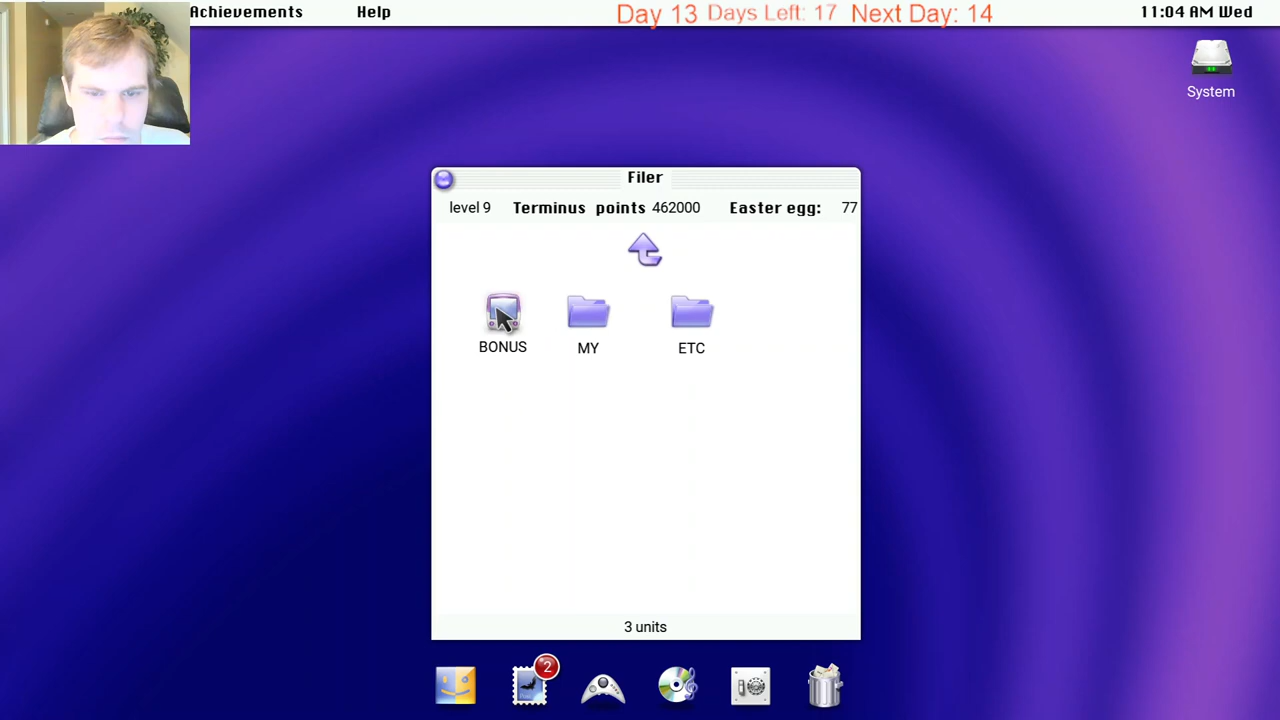 Achievements Help Day 13 Days Left: 17 Next Day: 14 11:04 AM Wed
System
Filer
level 9 Terminus points 462000 Easter egg: 77
BONUS MY ETC
3 units
2